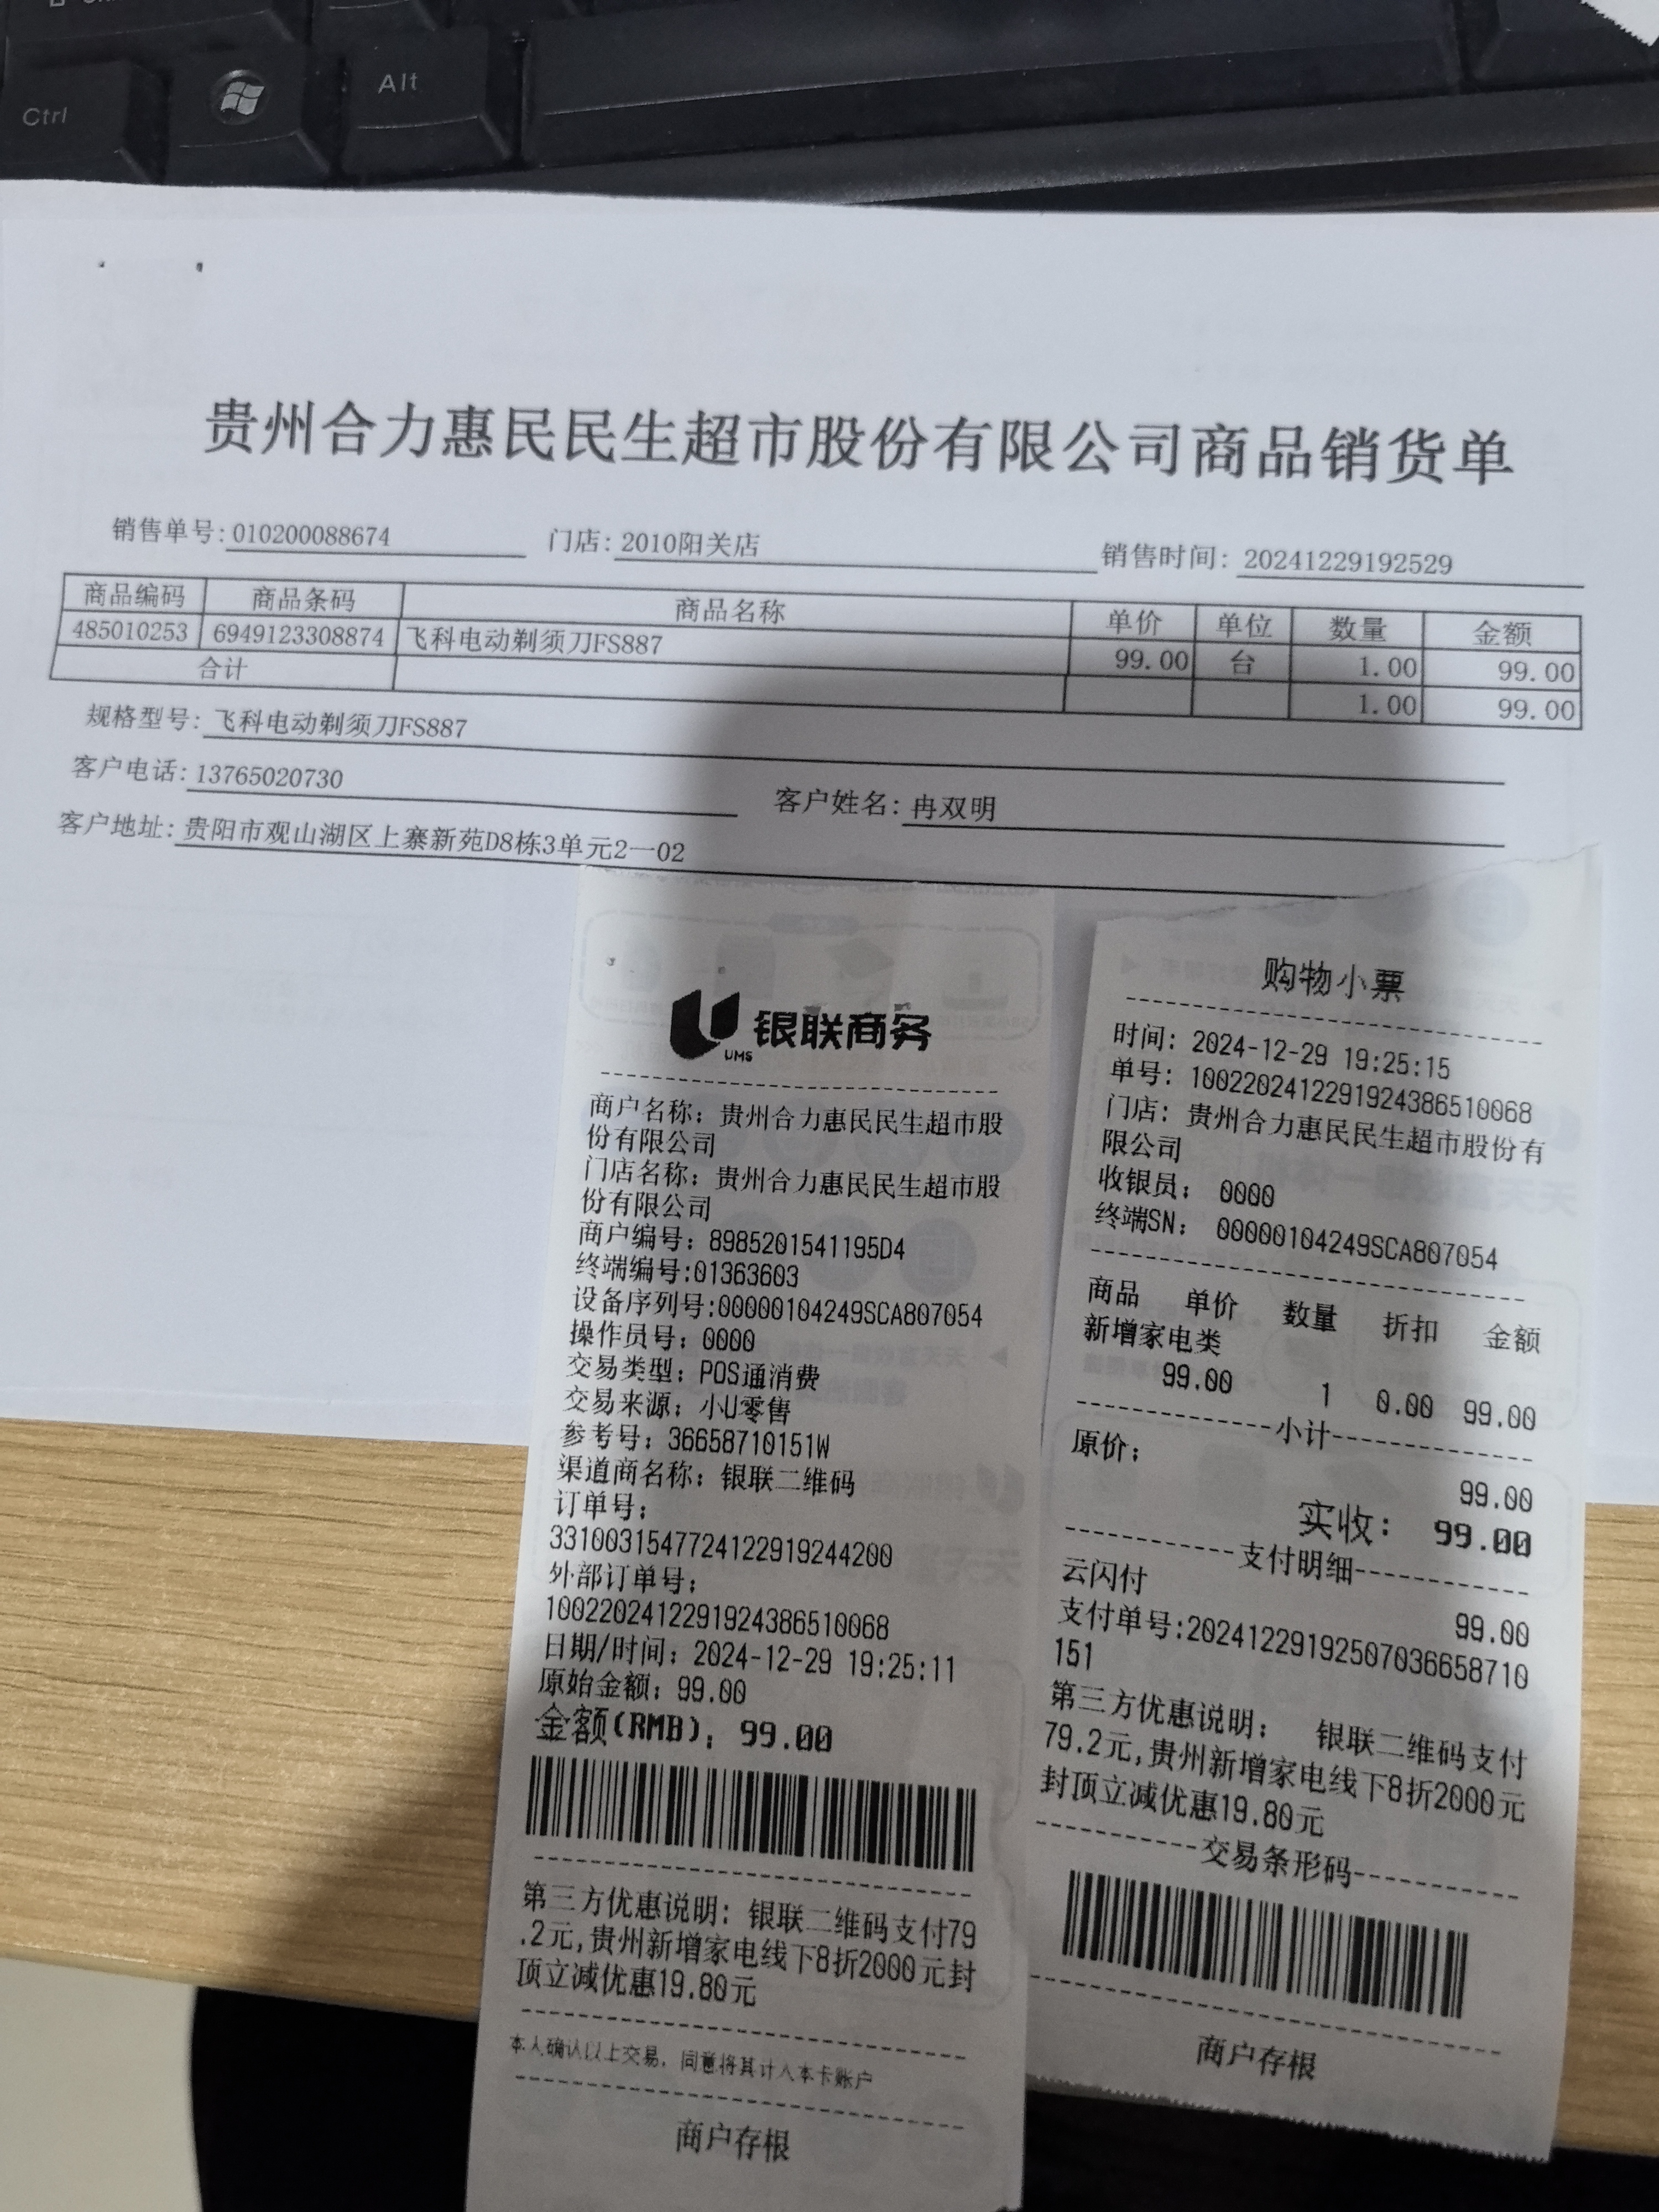 Ctrl
Alt
贵州合力惠民民生超市股份有限公司商品销货单
销售单号:010200088674 门店:2010阳关店 销售时间:20241229192529
商品编码 商品条码 商品名称 单价 单位 数量 金额
485010253 6949123308874 飞科电动剃须刀FS887 99.00 台 1.00 99.00
合计 1.00 99.00
规格型号:飞科电动剃须刀FS887
客户电话:13765020730 客户姓名:冉双明
客户地址:贵阳市观山湖区上寨新苑D8栋3单元2一02
UMS 银联商务
商户名称: 贵州合力惠民民生超市股
份有限公司
门店名称: 贵州合力惠民民生超市股
份有限公司
商户编号: 8985201541195D4
终端编号:01363603
设备序列号:00000104249SCA807054
操作员号: 0000
交易类型: POS通消费
交易来源: 小U零售
参考号: 36658710151W
渠道商名称: 银联二维码
订单号:
33100315477241229192442​00
外部订单号:
10022024122919243865100​68
日期/时间: 2024-12-29 19:25:11
原始金额: 99.00
金额(RMB): 99.00
第三方优惠说明: 银联二维码支付79
.2元,贵州新增家电线下8折2000元封
顶立减优惠19.80元
本人确认以上交易, 同意将其计入本卡账户
商户存根
购物小票
时间: 2024-12-29 19:25:15
单号: 1002202412291924386510068
门店: 贵州合力惠民民生超市股份有
限公司
收银员: 0000
终端SN: 00000104249SCA807054
商品 单价 数量 折扣 金额
新增家电类
99.00 1 0.00 99.00
小计
原价:
99.00
实收: 99.00
支付明细
云闪付
99.00
支付单号:2024122919250703665871​0
151
第三方优惠说明: 银联二维码支付
79.2元,贵州新增家电线下8折2000元
封顶立减优惠19.80元
交易条形码
商户存根